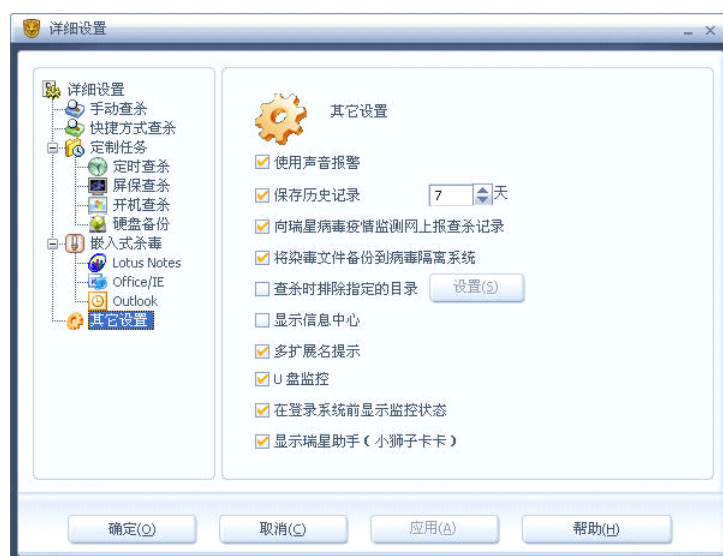 详细设置
详细设置
手动查杀
快捷方式查杀
定制任务
定时查杀
屏保查杀
开机查杀
硬盘备份
嵌入式杀毒
Lotus Notes
Office/IE
Outlook
其它设置
其它设置
使用声音报警
保存历史记录 7 天
向瑞星病毒疫情监测网上报查杀记录
将染毒文件备份到病毒隔离系统
查杀时排除指定的目录 设置(S)
显示信息中心
多扩展名提示
U 盘监控
在登录系统前显示监控状态
显示瑞星助手(小狮子卡卡)
确定(O) 取消(C) 应用(A) 帮助(H)